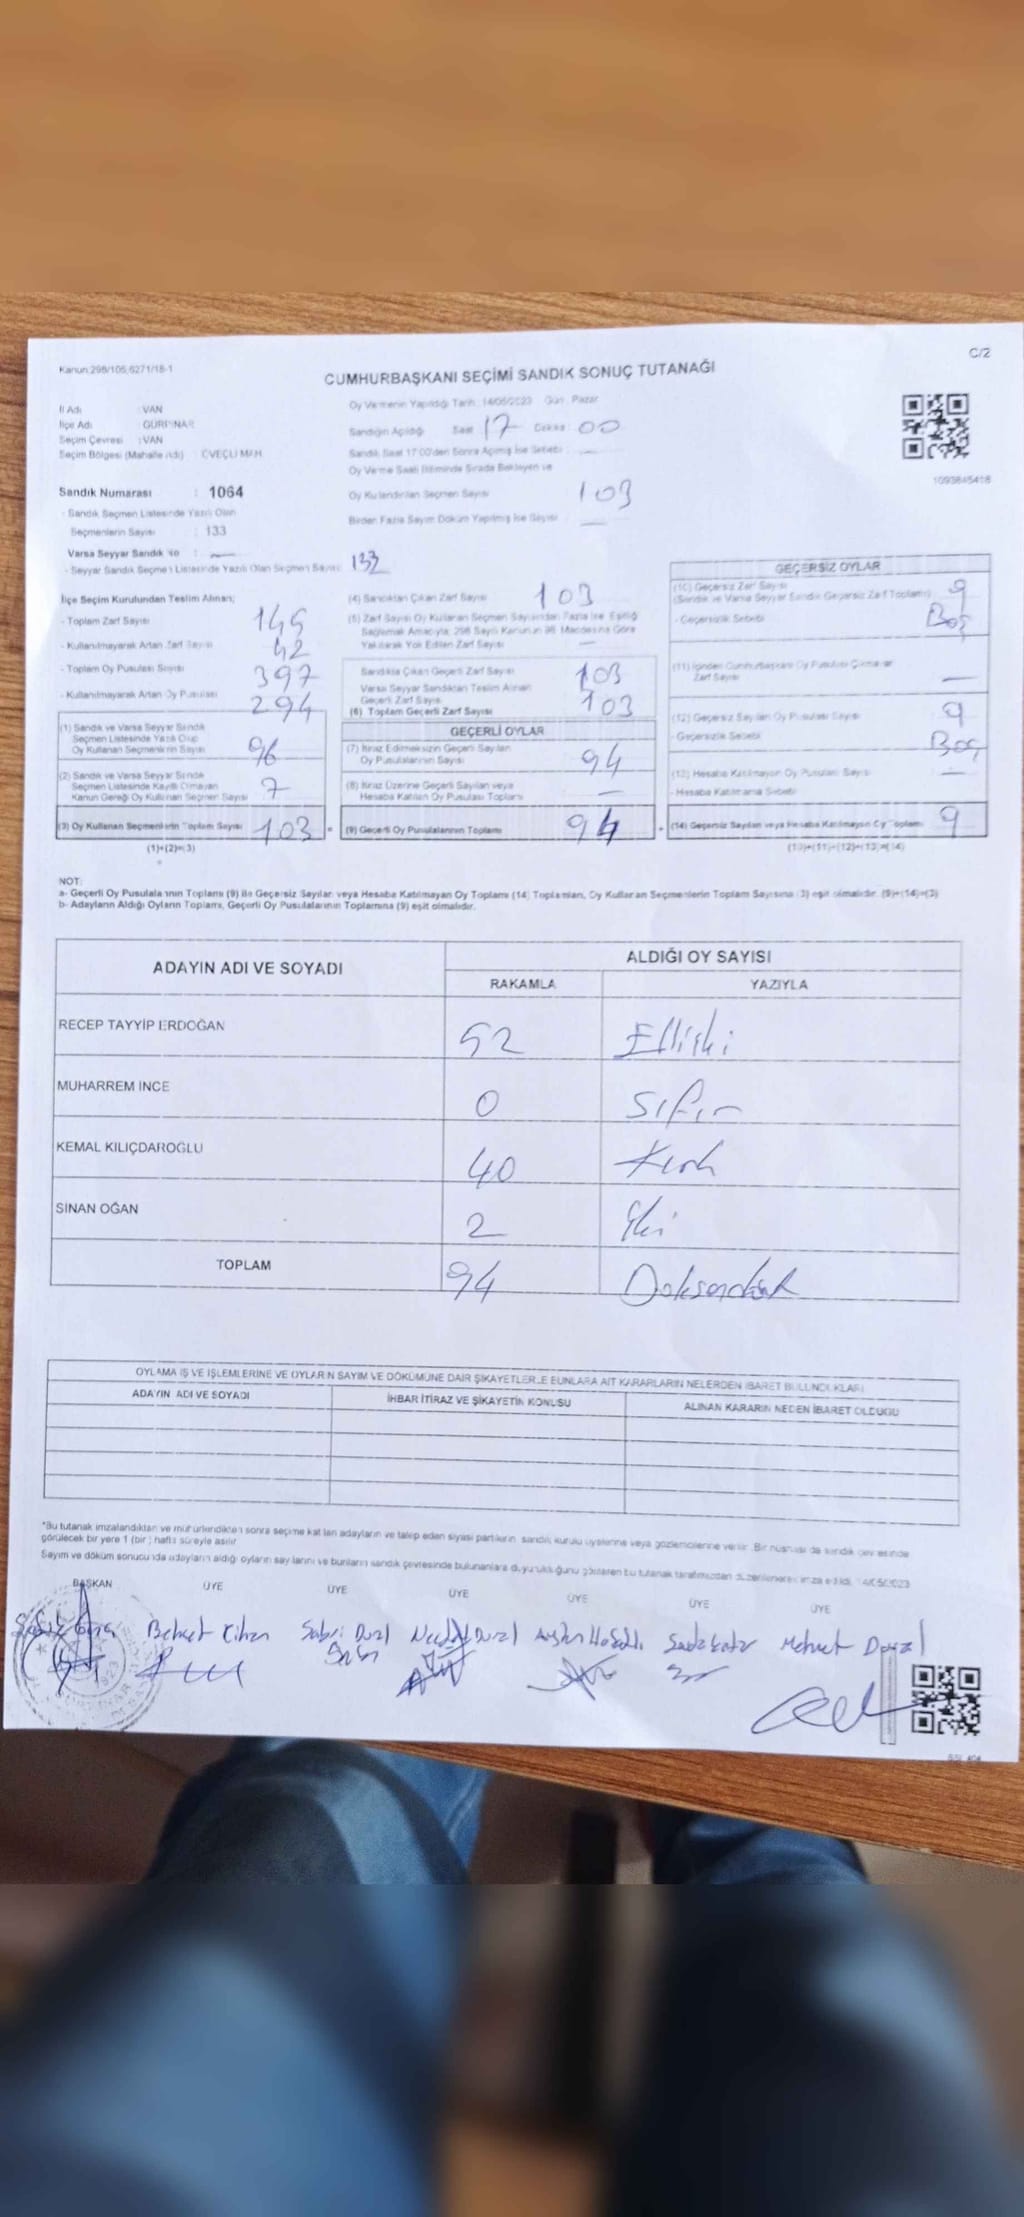 Kanun:298/105,6271/18-1
C/2
CUMHURBAŞKANI SEÇİMİ SANDIK SONUÇ TUTANAĞI
İl Adı : VAN
İlçe Adı : GÜRPINAR
Seçim Çevresi : VAN
Seçim Bölgesi (Mahalle Adı) :
Sandık Numarası : 1064
- Sandık Seçmen Listesinde Yazılı Olan
Seçmenlerin Sayısı : 133
Varsa Seyyar Sandık No : —
- Seyyar Sandık Seçmen Listesinde Yazılı Olan Seçmen Sayısı: 133
Oy Vermenin Yapıldığı Tarih : 14/05/2023 Gün : Pazar
Sandığın Açıldığı Saat 17 Dakika : 00
Sandık Saat 17:00'den Sonra Açılmış İse Sebebi : —
Oy Verme Saati Bitiminde Sırada Bekleyen ve
Oy Kullandırılan Seçmen Sayısı 103
Birden Fazla Sayım Döküm Yapılmış İse Sayısı : —
1093845418
İlçe Seçim Kurulundan Teslim Alınan;
- Toplam Zarf Sayısı
- Kullanılmayarak Artan Zarf Sayısı 42
- Toplam Oy Pusulası Sayısı 397
- Kullanılmayarak Artan Oy Pusulası 294
(1) Sandık ve Varsa Seyyar Sandık
Seçmen Listesinde Yazılı Olup
Oy Kullanan Seçmenlerin Sayısı 96
(2) Sandık ve Varsa Seyyar Sandık
Seçmen Listesinde Kayıtlı Olmayan
Kanun Gereği Oy Kullanan Seçmen Sayısı 7
(3) Oy Kullanan Seçmenlerin Toplam Sayısı 103 =
(1)+(2)=(3)
(4) Sandıktan Çıkan Zarf Sayısı 103
(5) Zarf Sayısı Oy Kullanan Seçmen Sayısından Fazla İse Eşitliği
Sağlamak Amacıyla, 298 Sayılı Kanunun 98. Maddesine Göre
Yakılarak Yok Edilen Zarf Sayısı —
Sandıkta Çıkan Geçerli Zarf Sayısı 103
Varsa Seyyar Sandıktan Teslim Alınan
Geçerli Zarf Sayısı
(6) Toplam Geçerli Zarf Sayısı 103
GEÇERLİ OYLAR
(7) İtiraz Edilmeksizin Geçerli Sayılan
Oy Pusulalarının Sayısı 94
(8) İtiraz Üzerine Geçerli Sayılan veya
Hesaba Katılan Oy Pusulası Toplamı —
(9) Geçerli Oy Pusulalarının Toplamı 94 +
GEÇERSİZ OYLAR
(10) Geçersiz Zarf Sayısı 9
(Sandık ve Varsa Seyyar Sandık Geçersiz Zarf Toplamı)
- Geçersizlik Sebebi Boş
(11) İçinden Cumhurbaşkanı Oy Pusulası Çıkmayan
Zarf Sayısı —
(12) Geçersiz Sayılan Oy Pusulası Sayısı 9
- Geçersizlik Sebebi Boş
(13) Hesaba Katılmayan Oy Pusulası Sayısı —
- Hesaba Katılmama Sebebi
(14) Geçersiz Sayılan veya Hesaba Katılmayan Oy Toplamı 9
(10)+(11)+(12)+(13)=(14)
NOT:
a- Geçerli Oy Pusulalarının Toplamı (9) ile Geçersiz Sayılan veya Hesaba Katılmayan Oy Toplamı (14) Toplamları, Oy Kullanan Seçmenlerin Toplam Sayısına (3) eşit olmalıdır. (9)+(14)=(3)
b- Adayların Aldığı Oyların Toplamı, Geçerli Oy Pusulalarının Toplamına (9) eşit olmalıdır.
ADAYIN ADI VE SOYADI
ALDIĞI OY SAYISI
RAKAMLA YAZIYLA
RECEP TAYYİP ERDOĞAN 52 Elliiki
MUHARREM İNCE 0 Sıfır
KEMAL KILIÇDAROĞLU 40 Kırk
SİNAN OĞAN 2 İki
TOPLAM 94 Doksandört
OYLAMA İŞ VE İŞLEMLERİNE VE OYLARIN SAYIM VE DÖKÜMÜNE DAİR ŞİKAYETLERLE BUNLARA AİT KARARLARIN NELERDEN İBARET BULUNDUKLARI
ADAYIN ADI VE SOYADI İHBAR İTİRAZ VE ŞİKAYETİN KONUSU ALINAN KARARIN NEDEN İBARET OLDUĞU
*Bu tutanak imzalandıktan ve mühürlendikten sonra seçime katılan adayların ve talep eden siyasi partilerin sandık kurulu üyelerine veya gözlemcilerine verilir. Bir nüshası da sandık çevresinde
görülecek bir yere 1 (bir) hafta süreyle asılır
Sayım ve döküm sonucunda adayların aldığı oyların sayılarını ve bunların sandık çevresinde bulunanlara duyurulduğunu gösteren bu tutanak tarafımızdan düzenlenerek imza edildi. 14/05/2023
BAŞKAN ÜYE ÜYE ÜYE ÜYE ÜYE ÜYE
Behçet Sabri Mehmet